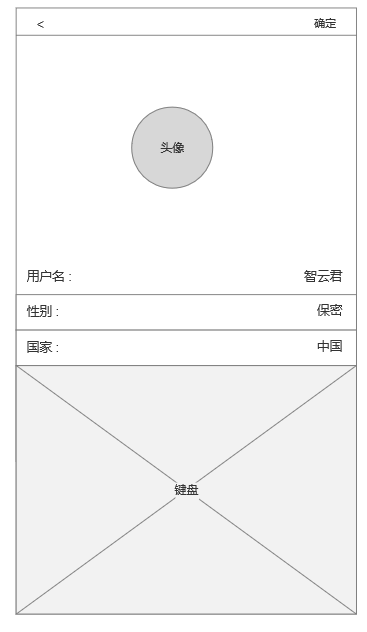 < 确定
头像
用户名 : 智云君
性别 : 保密
国家 : 中国
键盘